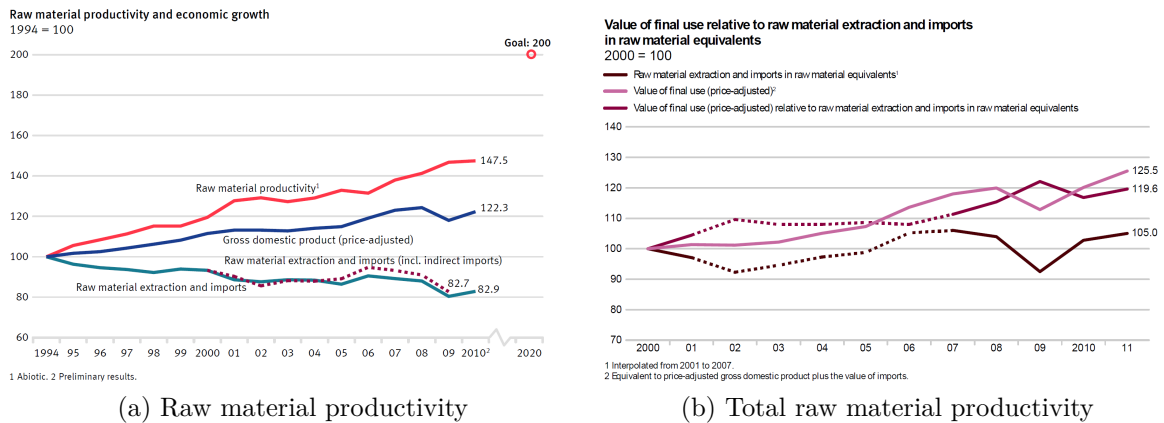 Raw material productivity and economic growth
1994 = 100
Goal: 200
200
180
160
140
120
100
80
60
147.5
Raw material productivity¹
122.3
Gross domestic product (price-adjusted)
Raw material extraction and imports (incl. indirect imports)
Raw material extraction and imports
82.7
82.9
1994 95 96 97 98 99 2000 01 02 03 04 05 06 07 08 09 2010² 2020
1 Abiotic. 2 Preliminary results.
(a) Raw material productivity
Value of final use relative to raw material extraction and imports
in raw material equivalents
2000 = 100
Raw material extraction and imports in raw material equivalents¹
Value of final use (price-adjusted)²
Value of final use (price-adjusted) relative to raw material extraction and imports in raw material equivalents
140
130
120
110
100
90
80
70
125.5
119.6
105.0
2000 01 02 03 04 05 06 07 08 09 2010 11
1 Interpolated from 2001 to 2007.
2 Equivalent to price-adjusted gross domestic product plus the value of imports.
(b) Total raw material productivity